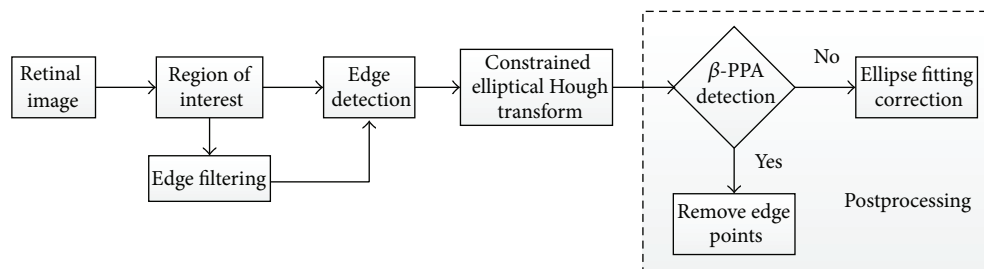 Retinal
image
Region of
interest
Edge filtering
Edge
detection
Constrained
elliptical Hough
transform
β-PPA
detection
No
Ellipse fitting
correction
Yes
Remove edge
points
Postprocessing